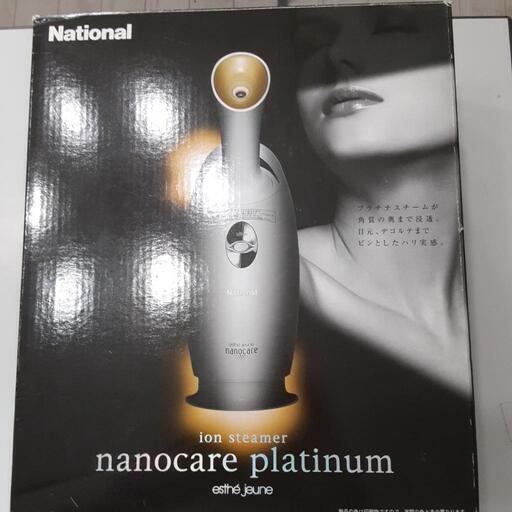 National
プラチナスチームが
角質の奥まで浸透。
目元、デコルテまで
ピンとしたハリ実感。
National
nanocare
ion steamer
nanocare platinum
esthé jeune